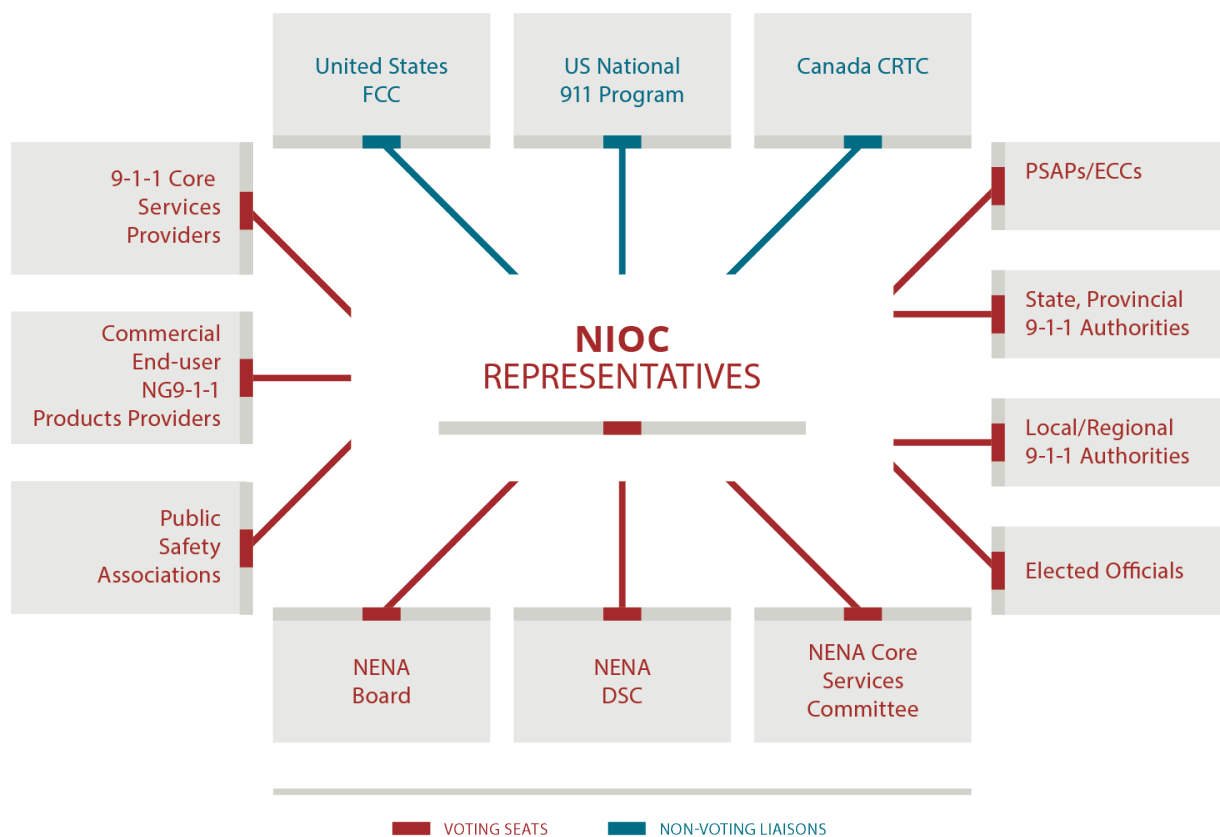 United States
FCC
US National
911 Program
Canada CRTC
9-1-1 Core
Services
Providers
Commercial
End-user
NG9-1-1
Products Providers
Public
Safety
Associations
NIOC
REPRESENTATIVES
PSAPs/ECCs
State, Provincial
9-1-1 Authorities
Local/Regional
9-1-1 Authorities
Elected Officials
NENA
Board
NENA
DSC
NENA Core
Services
Committee
VOTING SEATS
NON-VOTING LIAISONS